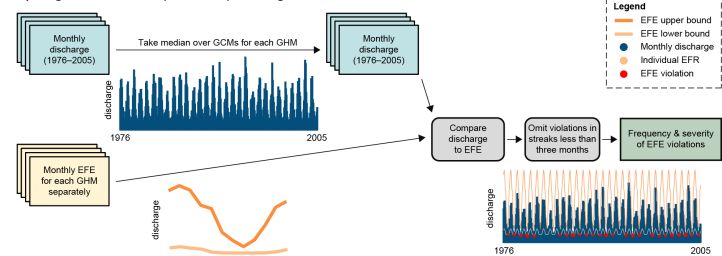 Legend
EFE upper bound
EFE lower bound
Monthly discharge
Individual EFR
EFE violation
Monthly
discharge
(1976–2005)
Take median over GCMs for each GHM
Monthly
discharge
(1976–2005)
discharge
1976
2005
Compare
discharge
to EFE
Omit violations in
streaks less than
three months
Frequency & severity
of EFE violations
Monthly EFE
for each GHM
separately
discharge
discharge
1976
2005